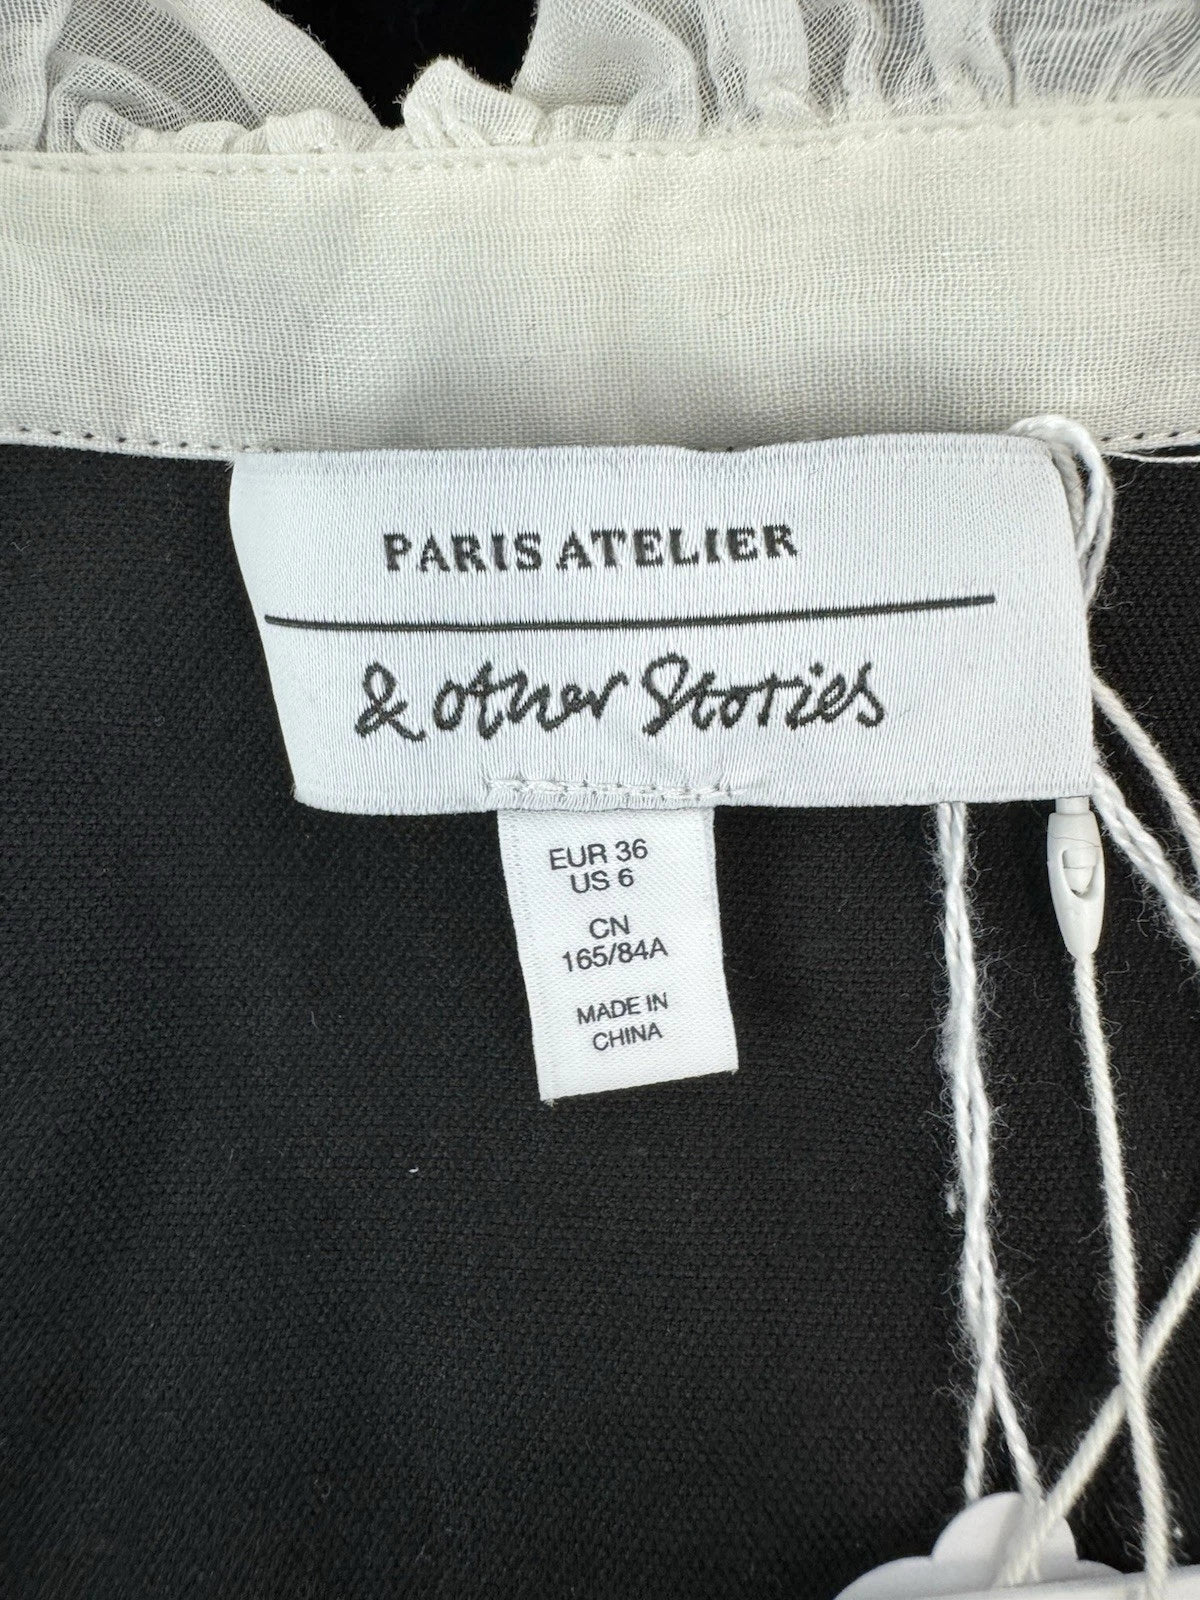 PARIS ATELIER
& other Stories
EUR 36
US 6
CN
165/84A
MADE IN
CHINA